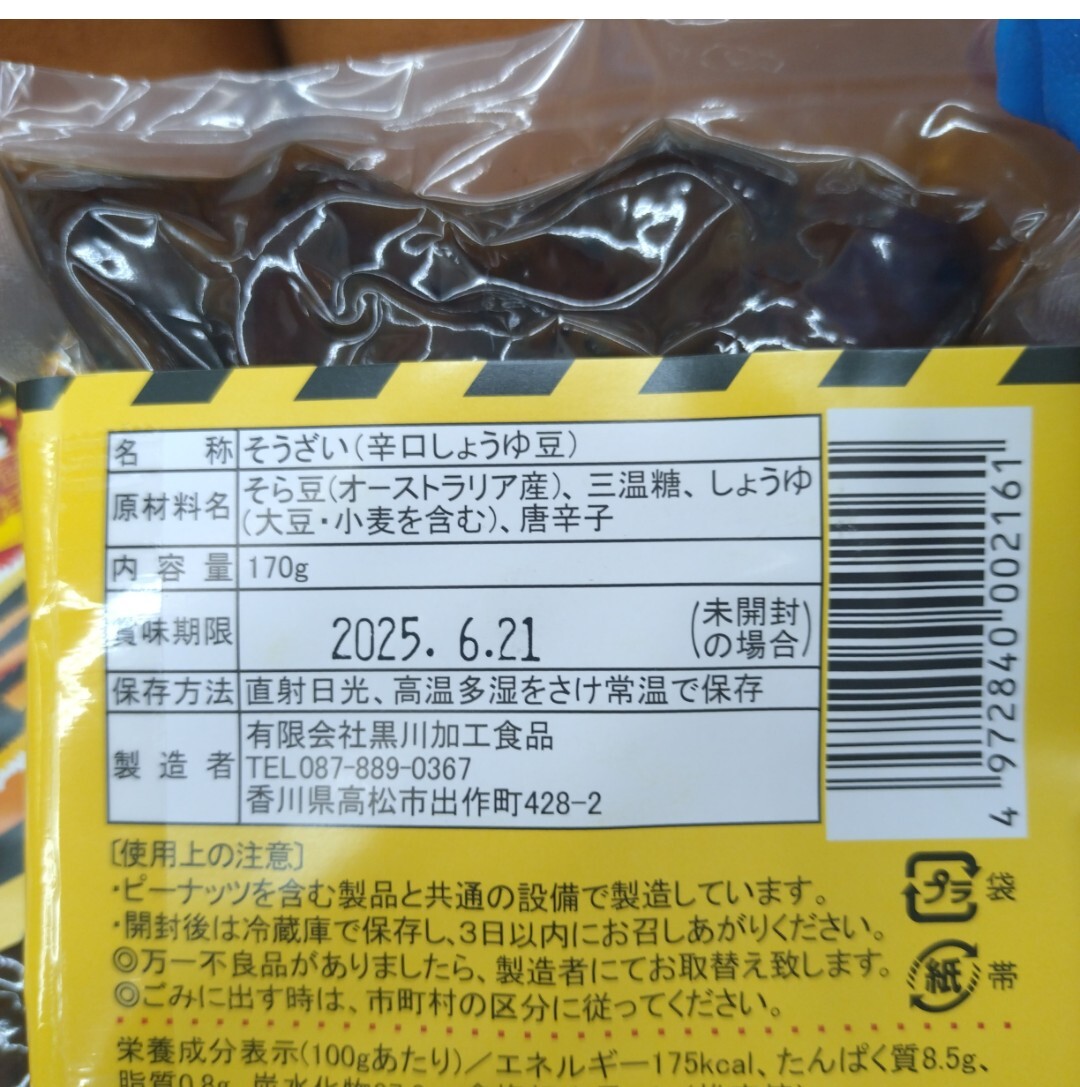 名称 そうざい(辛口しょうゆ豆)
原材料名 そら豆(オーストラリア産)、三温糖、しょうゆ
(大豆・小麦を含む)、唐辛子
内容量 170g
賞味期限 2025. 6.21 (未開封の場合)
保存方法 直射日光、高温多湿をさけ常温で保存
製造者 有限会社黒川加工食品
TEL087-889-0367
香川県高松市出作町428-2
4972840002161
〔使用上の注意〕
・ピーナッツを含む製品と共通の設備で製造しています。
・開封後は冷蔵庫で保存し、3日以内にお召しあがりください。
◎万一不良品がありましたら、製造者にてお取替え致します。
◎ごみに出す時は、市町村の区分に従ってください。
プラ 袋
紙 帯
栄養成分表示(100gあたり)/エネルギー175kcal、たんぱく質8.5g、
脂質0.8g、炭水化物